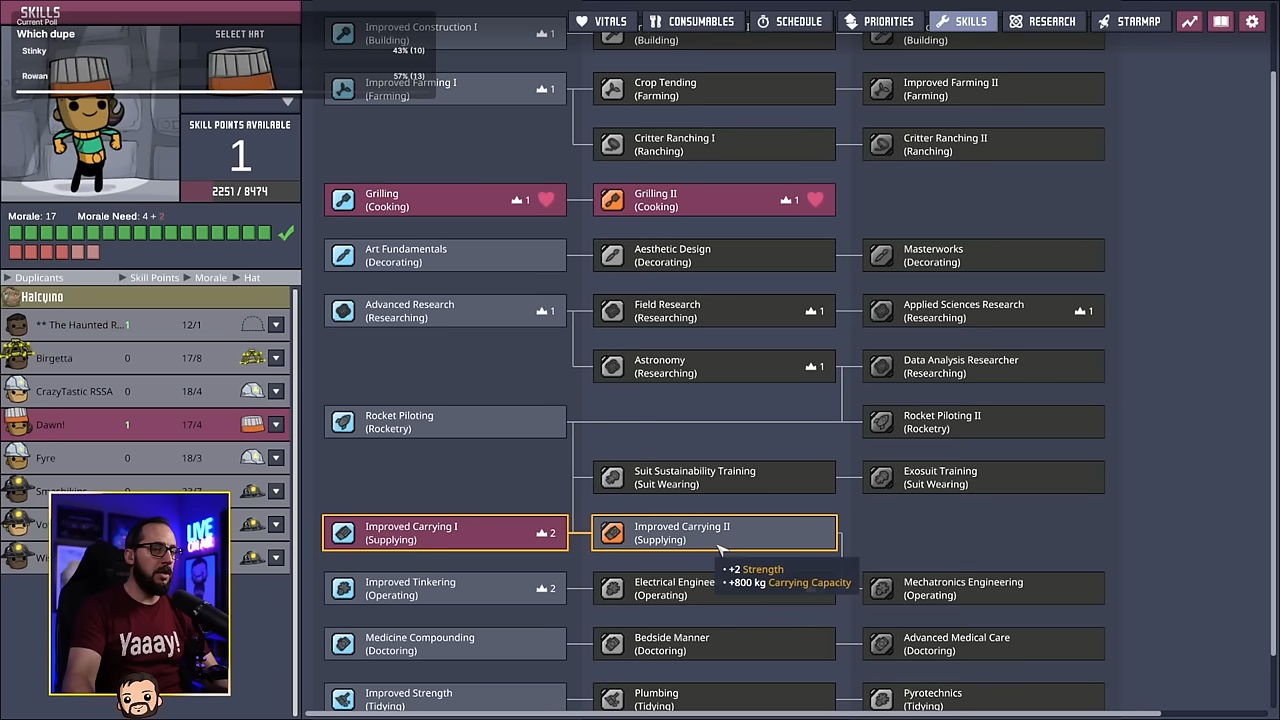 SKILLS
Current Poll
Which dupe
Stinky
43% (10)
Rowan
57% (13)
SELECT HAT
SKILL POINTS AVAILABLE
1
2251 / 8474
Morale: 17 Morale Need: 4 + 2
Duplicants Skill Points Morale Hat
Halcyino
** The Haunted R... 1 12/1
Birgetta 0 17/8
CrazyTastic RSSA 0 18/4
Dawn! 1 17/4
Fyre 0 18/3
LIVE
Yaaay!
VITALS CONSUMABLES SCHEDULE PRIORITIES SKILLS RESEARCH STARMAP
Improved Construction I 1
(Building) (Building) (Building)
Improved Farming I 1 Crop Tending Improved Farming II
(Farming) (Farming) (Farming)
Critter Ranching I Critter Ranching II
(Ranching) (Ranching)
Grilling 1 Grilling II 1
(Cooking) (Cooking)
Art Fundamentals Aesthetic Design Masterworks
(Decorating) (Decorating) (Decorating)
Advanced Research 1 Field Research 1 Applied Sciences Research 1
(Researching) (Researching) (Researching)
Astronomy 1 Data Analysis Researcher
(Researching) (Researching)
Rocket Piloting Rocket Piloting II
(Rocketry) (Rocketry)
Suit Sustainability Training Exosuit Training
(Suit Wearing) (Suit Wearing)
Improved Carrying I 2 Improved Carrying II
(Supplying) (Supplying)
• +2 Strength
• +800 kg Carrying Capacity
Improved Tinkering 2 Electrical Enginee Mechatronics Engineering
(Operating) (Operating) (Operating)
Medicine Compounding Bedside Manner Advanced Medical Care
(Doctoring) (Doctoring) (Doctoring)
Improved Strength Plumbing Pyrotechnics
(Tidying) (Tidying) (Tidying)